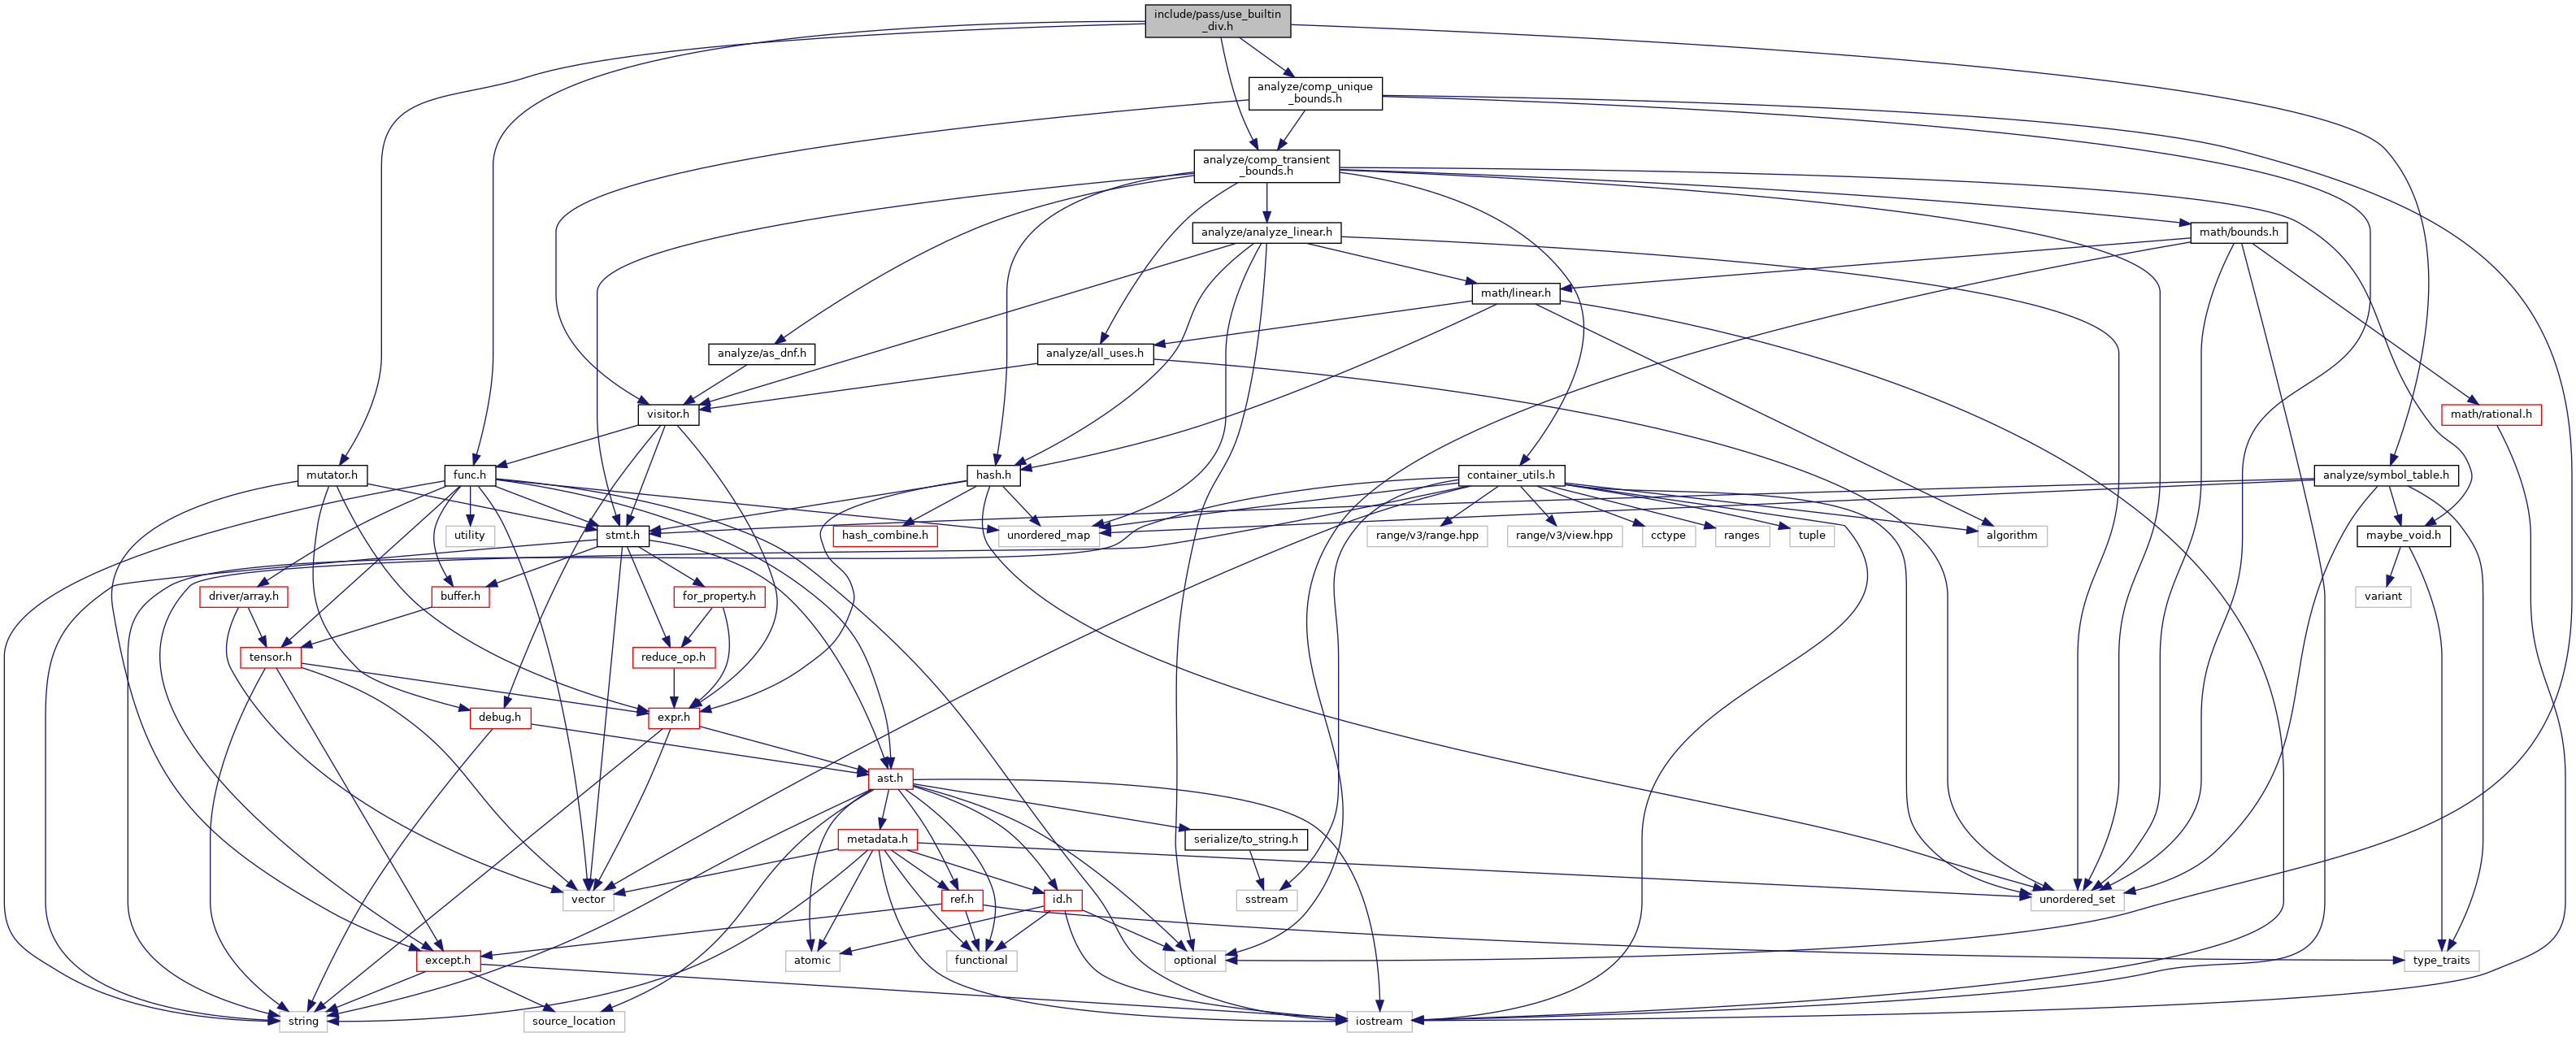 include/pass/use_builtin
_div.h
analyze/comp_unique
_bounds.h
analyze/comp_transient
_bounds.h
analyze/analyze_linear.h
math/bounds.h
math/linear.h
analyze/as_dnf.h
analyze/all_uses.h
visitor.h
math/rational.h
mutator.h
func.h
hash.h
container_utils.h
analyze/symbol_table.h
utility
stmt.h
hash_combine.h
unordered_map
range/v3/range.hpp
range/v3/view.hpp
cctype
ranges
tuple
algorithm
maybe_void.h
driver/array.h
buffer.h
for_property.h
variant
tensor.h
reduce_op.h
debug.h
expr.h
ast.h
metadata.h
serialize/to_string.h
vector
ref.h
id.h
sstream
unordered_set
except.h
atomic
functional
optional
type_traits
string
source_location
iostream